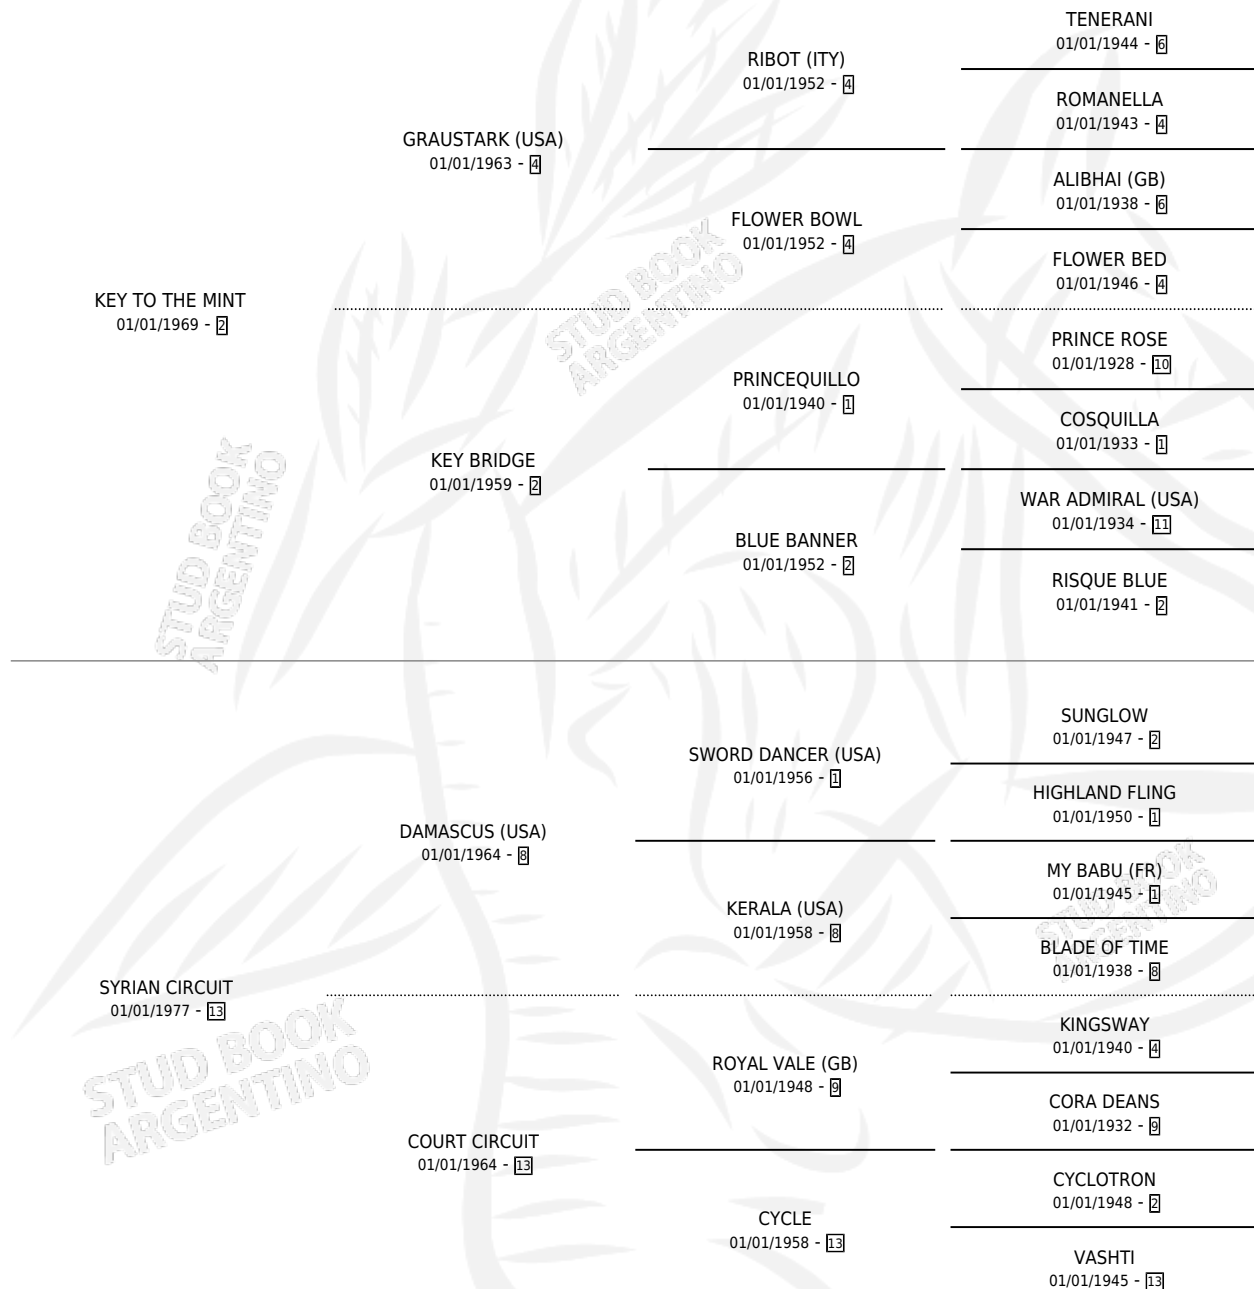 TENERANI
01/01/1944 - 6
RIBOT (ITY)
01/01/1952 - 4
ROMANELLA
01/01/1943 - 4
GRAUSTARK (USA)
01/01/1963 - 4
ALIBHAI (GB)
01/01/1938 - 6
FLOWER BOWL
01/01/1952 - 4
FLOWER BED
01/01/1946 - 4
KEY TO THE MINT
01/01/1969 - 2
STUD BOOK
ARGENTINO
PRINCE ROSE
01/01/1928 - 10
PRINCEQUILLO
01/01/1940 - 1
COSQUILLA
01/01/1933 - 1
KEY BRIDGE
01/01/1959 - 2
WAR ADMIRAL (USA)
01/01/1934 - 11
BLUE BANNER
01/01/1952 - 2
RISQUE BLUE
01/01/1941 - 2
STUD BOOK
ARGENTINO
SUNGLOW
01/01/1947 - 2
SWORD DANCER (USA)
01/01/1956 - 1
HIGHLAND FLING
01/01/1950 - 1
DAMASCUS (USA)
01/01/1964 - 8
MY BABU (FR)
01/01/1945 - 1
KERALA (USA)
01/01/1958 - 8
BLADE OF TIME
01/01/1938 - 8
STUD BOOK
ARGENTINO
SYRIAN CIRCUIT
01/01/1977 - 13
KINGSWAY
01/01/1940 - 4
ROYAL VALE (GB)
01/01/1948 - 9
CORA DEANS
01/01/1932 - 9
STUD BOOK
ARGENTINO
COURT CIRCUIT
01/01/1964 - 13
CYCLOTRON
01/01/1948 - 2
CYCLE
01/01/1958 - 13
VASHTI
01/01/1945 - 13